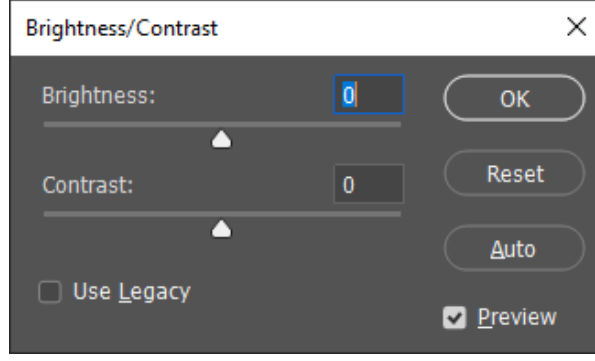 Brightness/Contrast
Brightness: 0
OK
Contrast: 0
Reset
Auto
Use Legacy
Preview